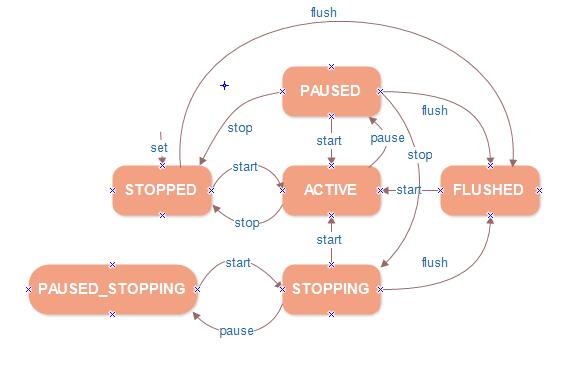 flush
PAUSED
flush
stop
start
pause
set
stop
start
STOPPED
ACTIVE
start
FLUSHED
stop
start
flush
start
PAUSED_STOPPING
STOPPING
pause